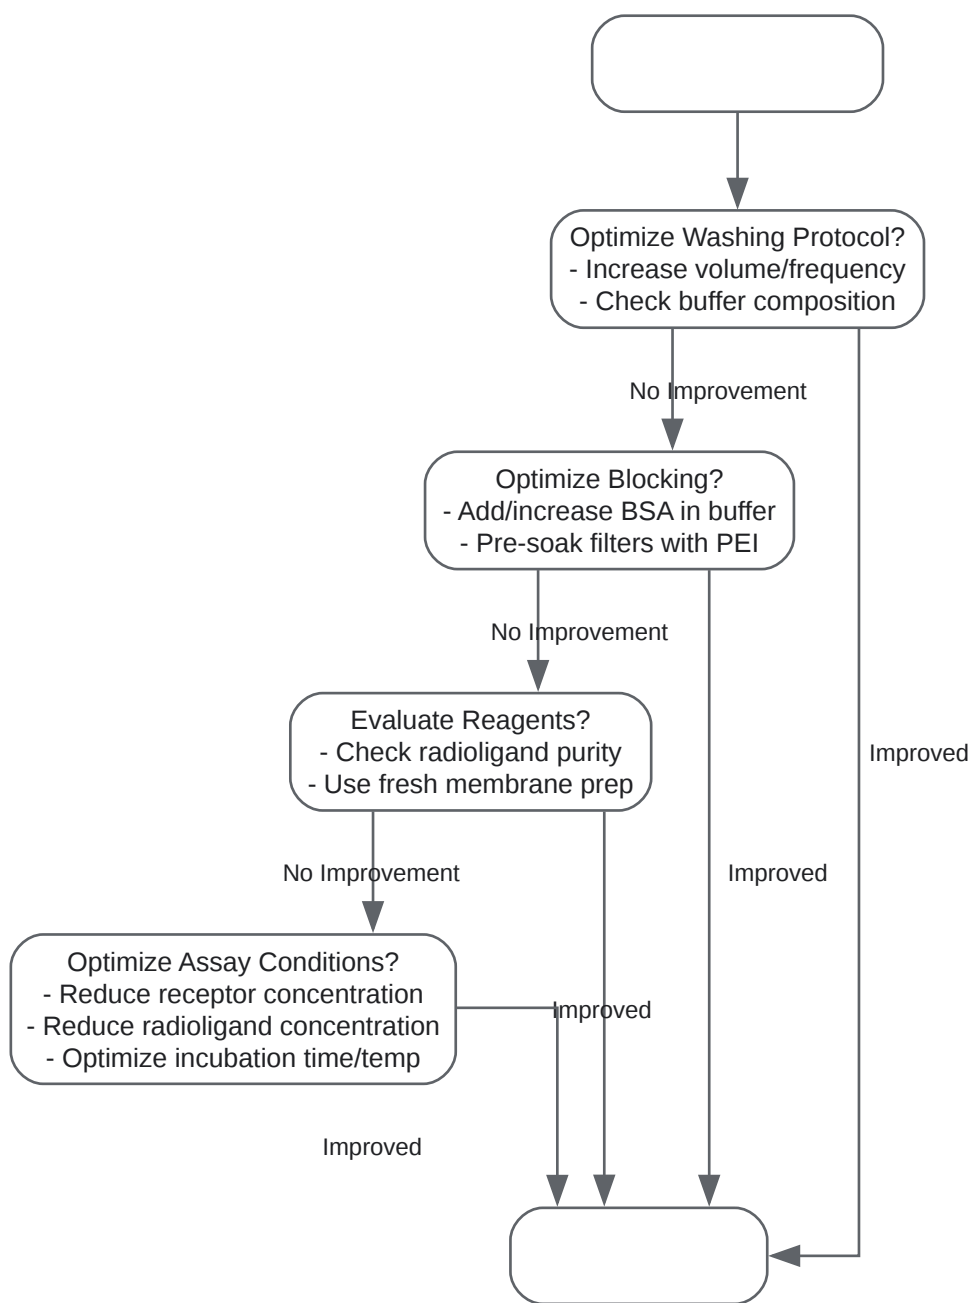 Optimize Washing Protocol?
- Increase volume/frequency
- Check buffer composition
No Improvement
Optimize Blocking?
- Add/increase BSA in buffer
- Pre-soak filters with PEI
No Improvement
Evaluate Reagents?
- Check radioligand purity
- Use fresh membrane prep
Improved
No Improvement
Improved
Optimize Assay Conditions?
- Reduce receptor concentration
- Reduce radioligand concentration
- Optimize incubation time/temp
Improved
Improved